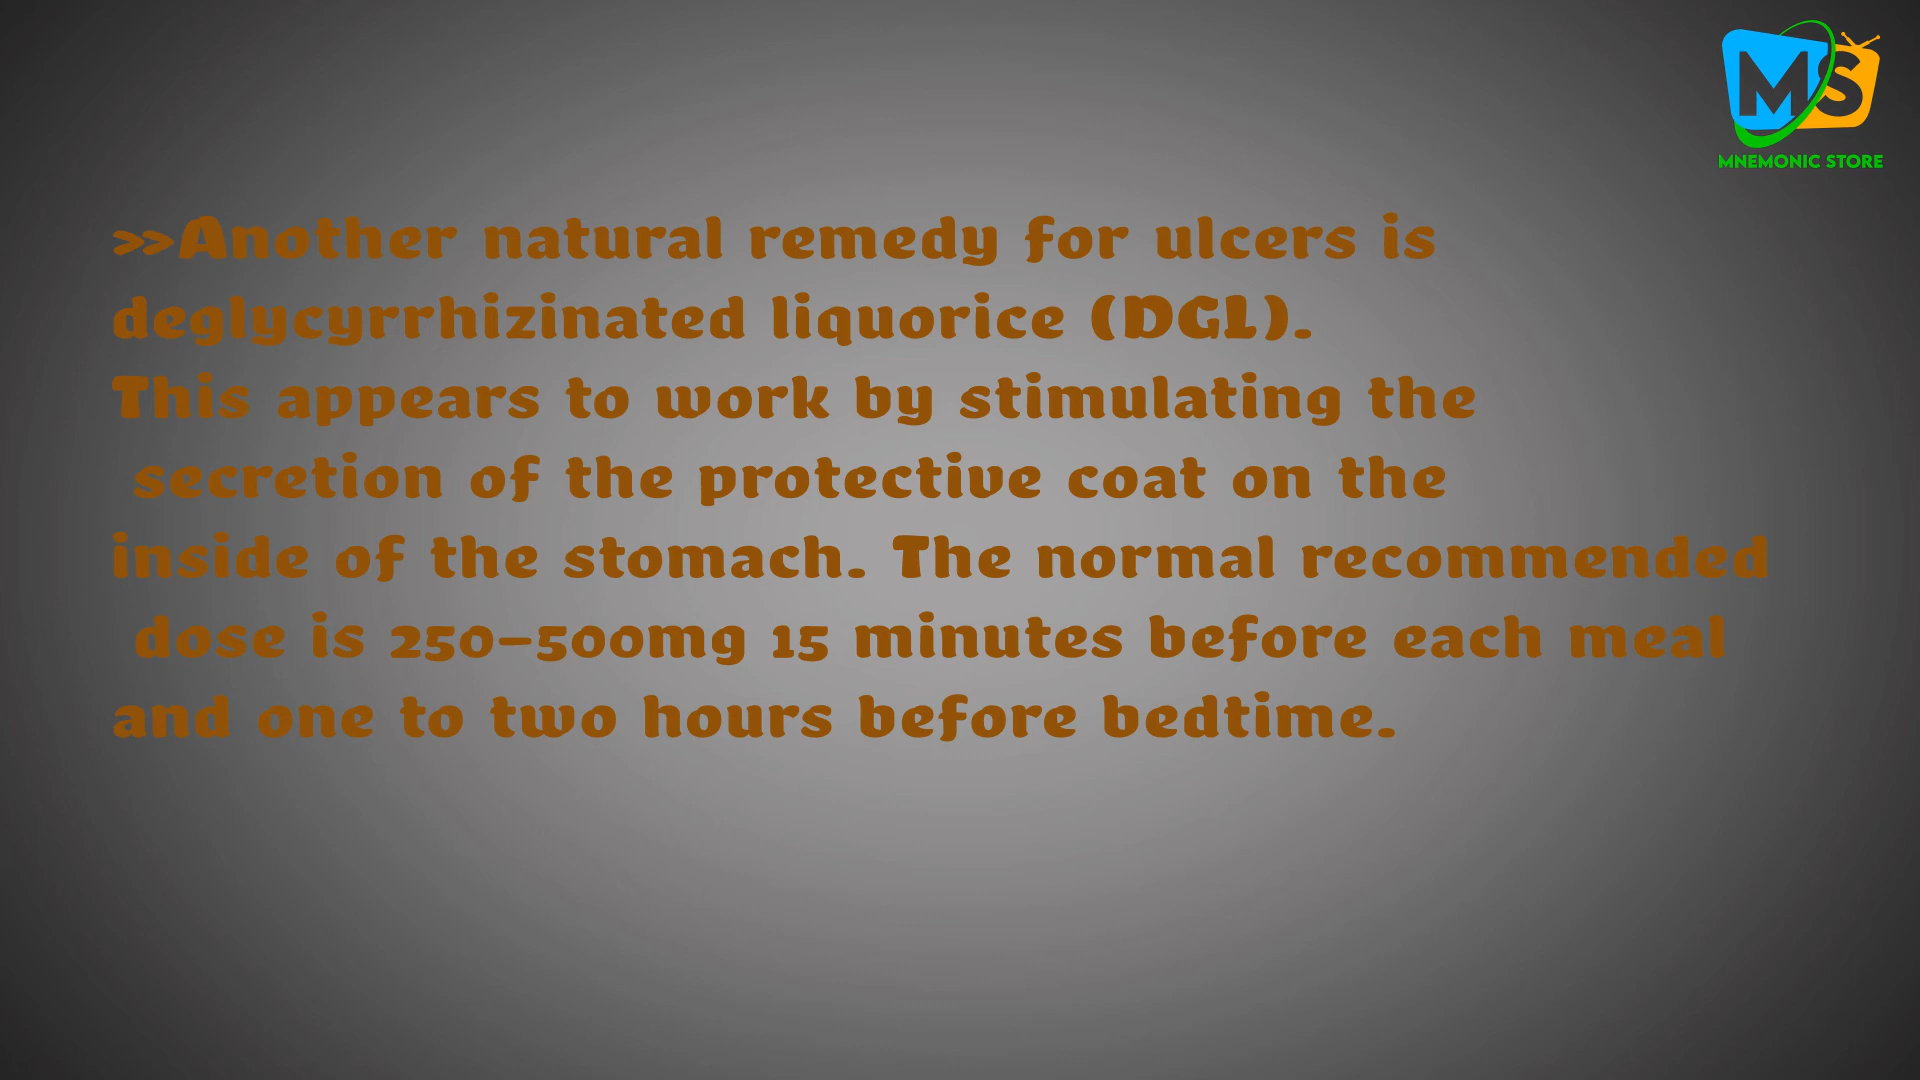 MS
MNEMONIC STORE
»Another natural remedy for ulcers is
deglycyrrhizinated liquorice (DGL).
This appears to work by stimulating the
secretion of the protective coat on the
inside of the stomach. The normal recommended
dose is 250–500mg 15 minutes before each meal
and one to two hours before bedtime.